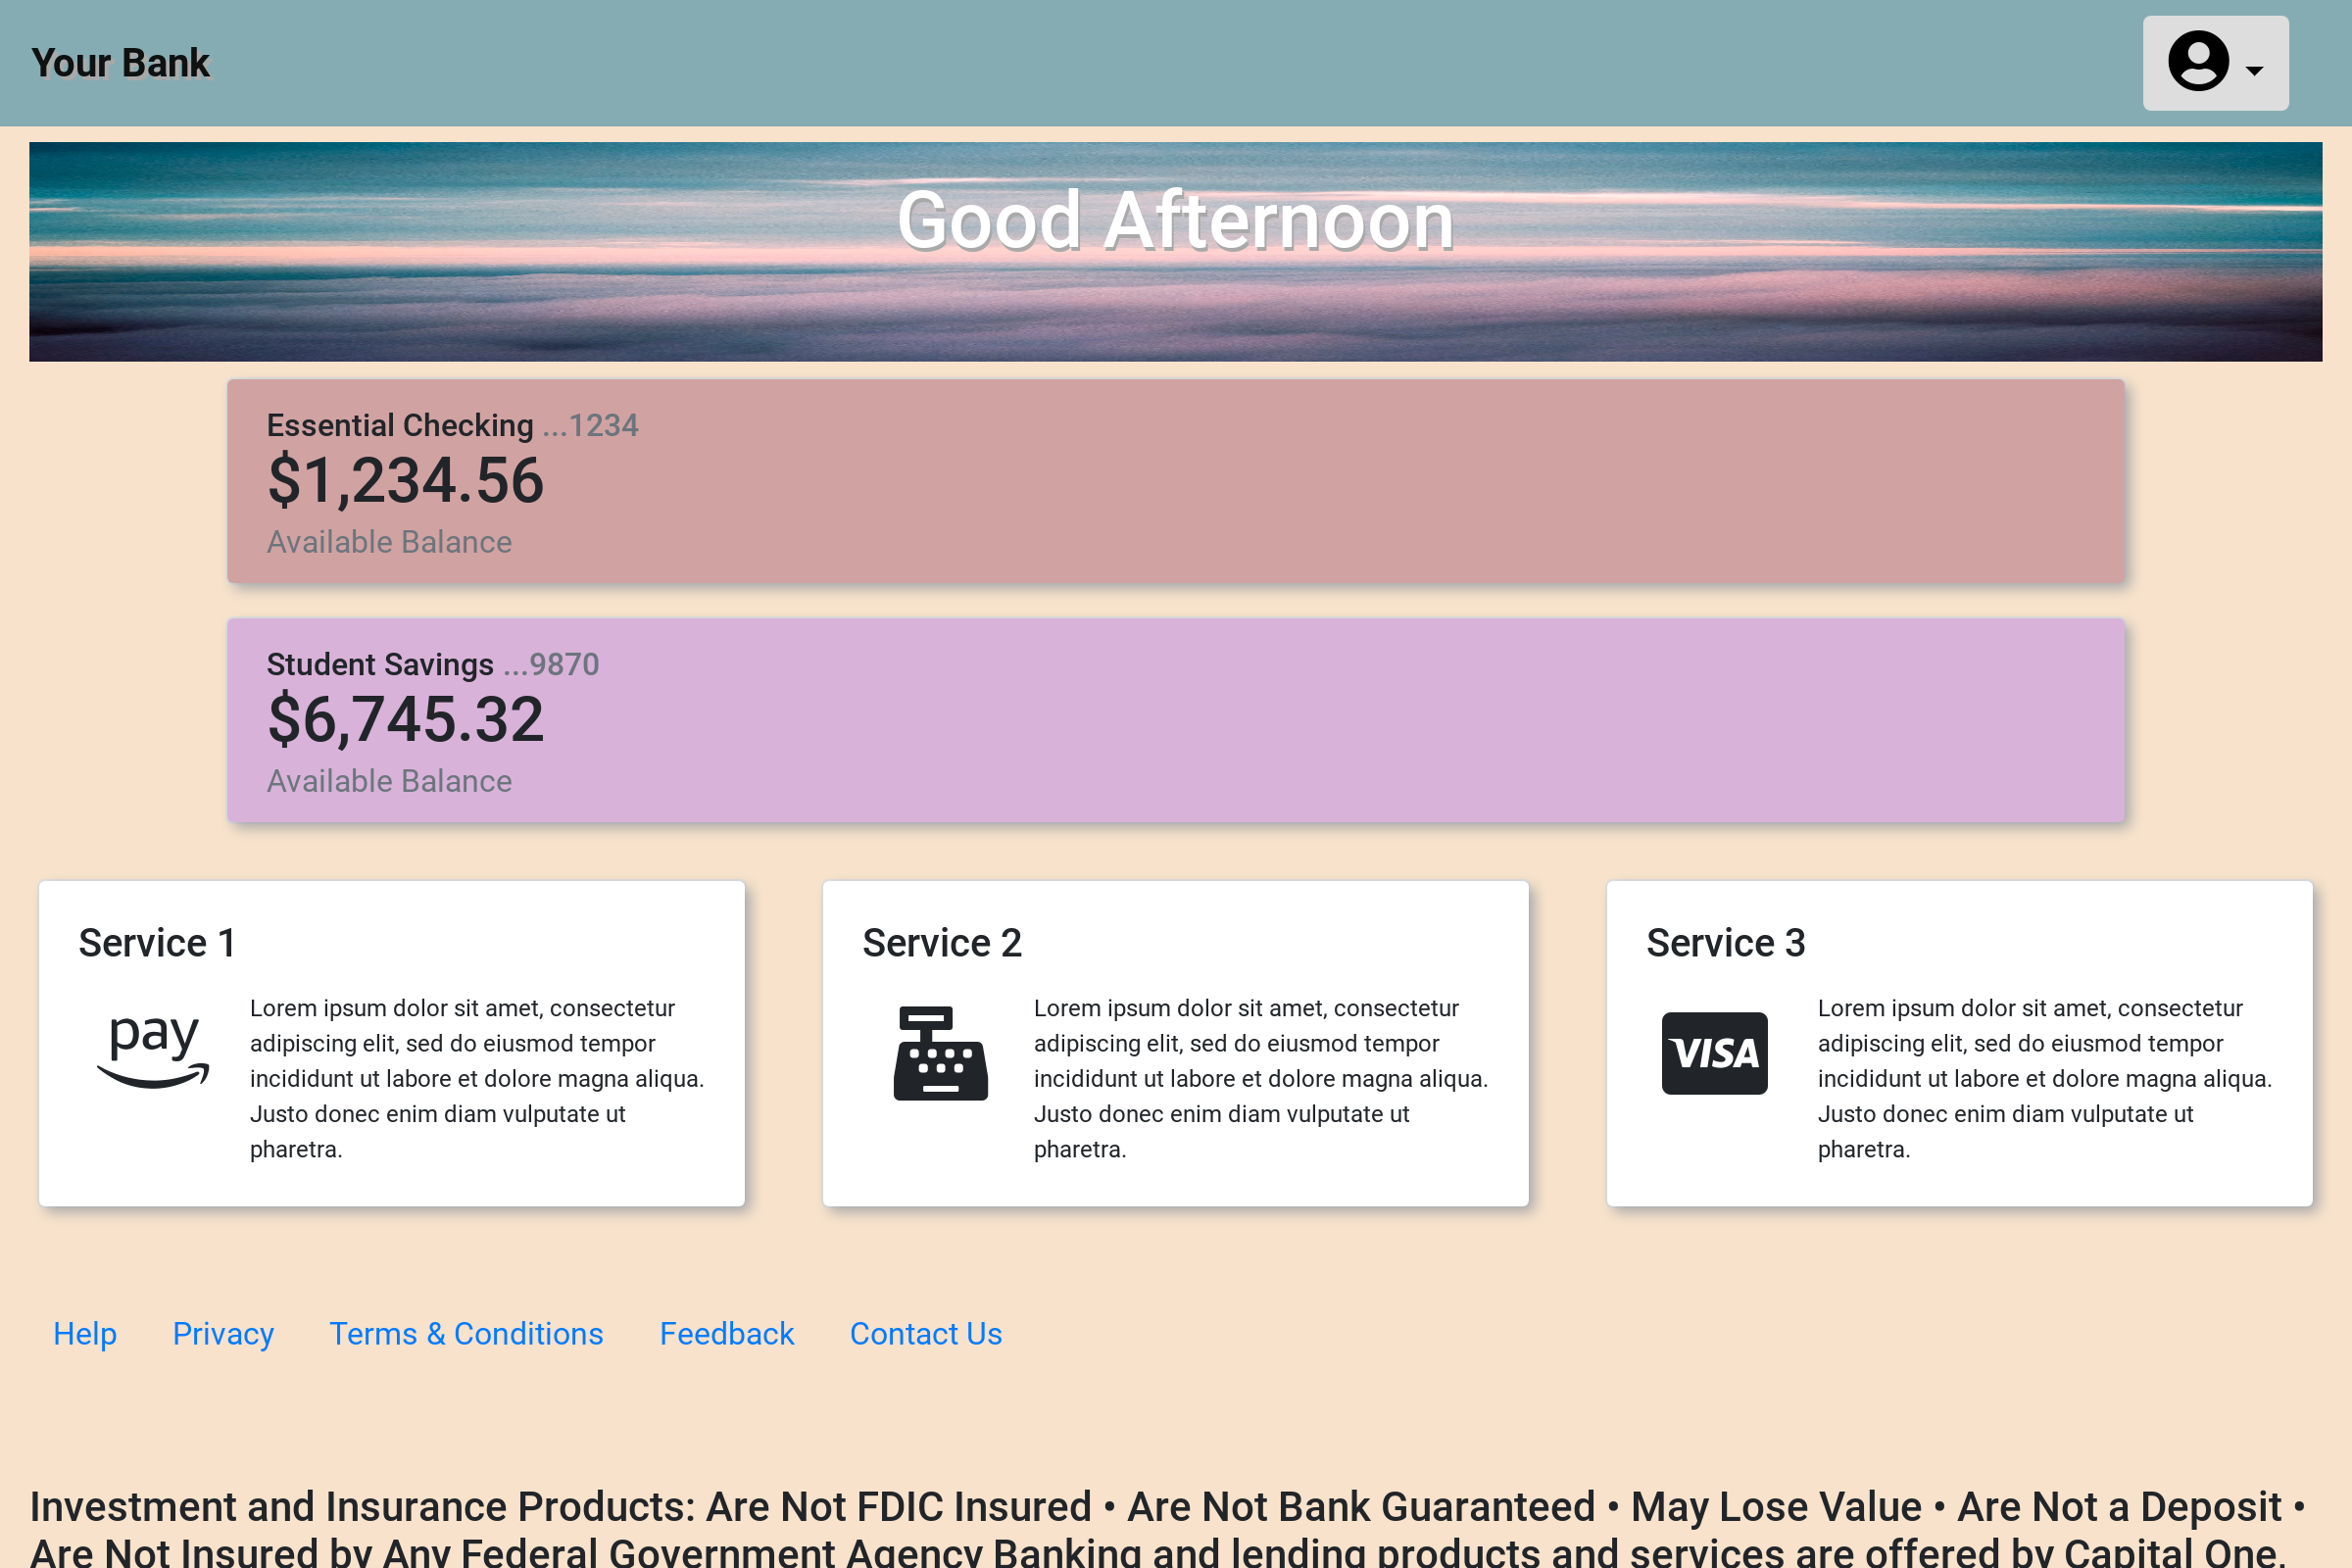 Your Bank
Good Afternoon
Essential Checking ...1234
$1,234.56
Available Balance
Student Savings ...9870
$6,745.32
Available Balance
Service 1
pay
Lorem ipsum dolor sit amet, consectetur
adipiscing elit, sed do eiusmod tempor
incididunt ut labore et dolore magna aliqua.
Justo donec enim diam vulputate ut
pharetra.
Service 2
Lorem ipsum dolor sit amet, consectetur
adipiscing elit, sed do eiusmod tempor
incididunt ut labore et dolore magna aliqua.
Justo donec enim diam vulputate ut
pharetra.
Service 3
VISA
Lorem ipsum dolor sit amet, consectetur
adipiscing elit, sed do eiusmod tempor
incididunt ut labore et dolore magna aliqua.
Justo donec enim diam vulputate ut
pharetra.
Help Privacy Terms & Conditions Feedback Contact Us
Investment and Insurance Products: Are Not FDIC Insured • Are Not Bank Guaranteed • May Lose Value • Are Not a Deposit •
Are Not Insured by Any Federal Government Agency Banking and lending products and services are offered by Capital One,